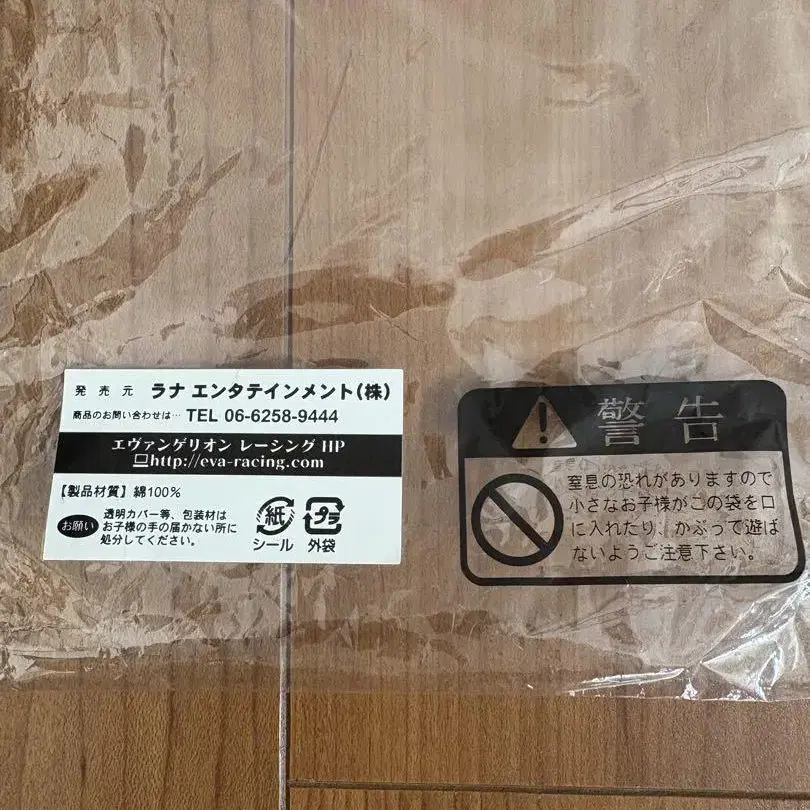 発売元 ラナ エンタテインメント(株)
商品のお問い合わせは… TEL 06-6258-9444
エヴァンゲリオン レーシング HP
http://eva-racing.com
【製品材質】綿100%
お願い
透明カバー等、包装材は
お子様の手の届かない所に
処分してください。
紙
シール
プラ
外袋
警告
窒息の恐れがありますので
小さなお子様がこの袋を口
に入れたり、かぶって遊ば
ないようご注意下さい。